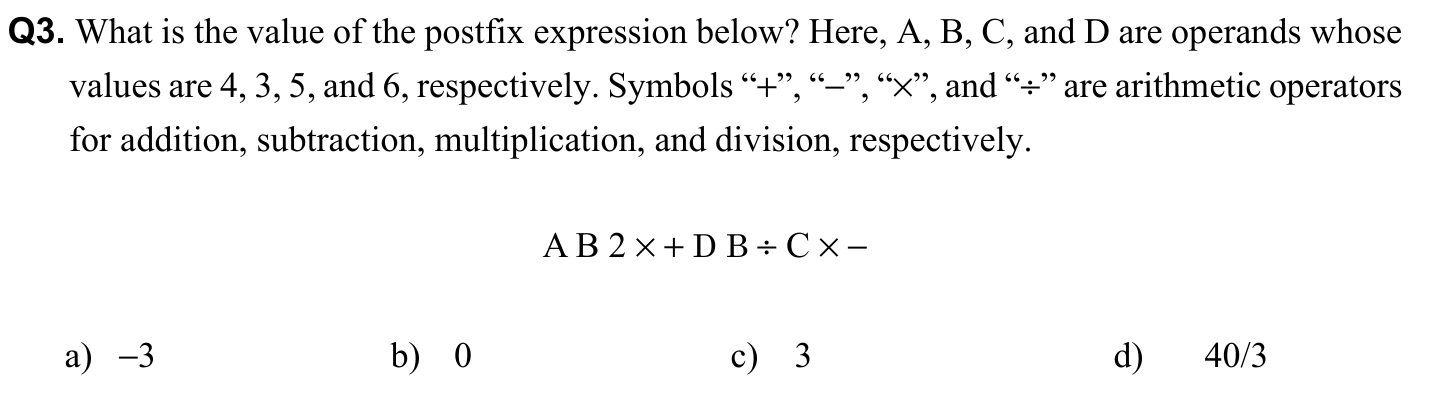 Q3. What is the value of the postfix expression below? Here, A, B, C, and D are operands whose
values are 4, 3, 5, and 6, respectively. Symbols “+”, “−”, “×”, and “÷” are arithmetic operators
for addition, subtraction, multiplication, and division, respectively.
A B 2 × + D B ÷ C × −
a) −3 b) 0 c) 3 d) 40/3